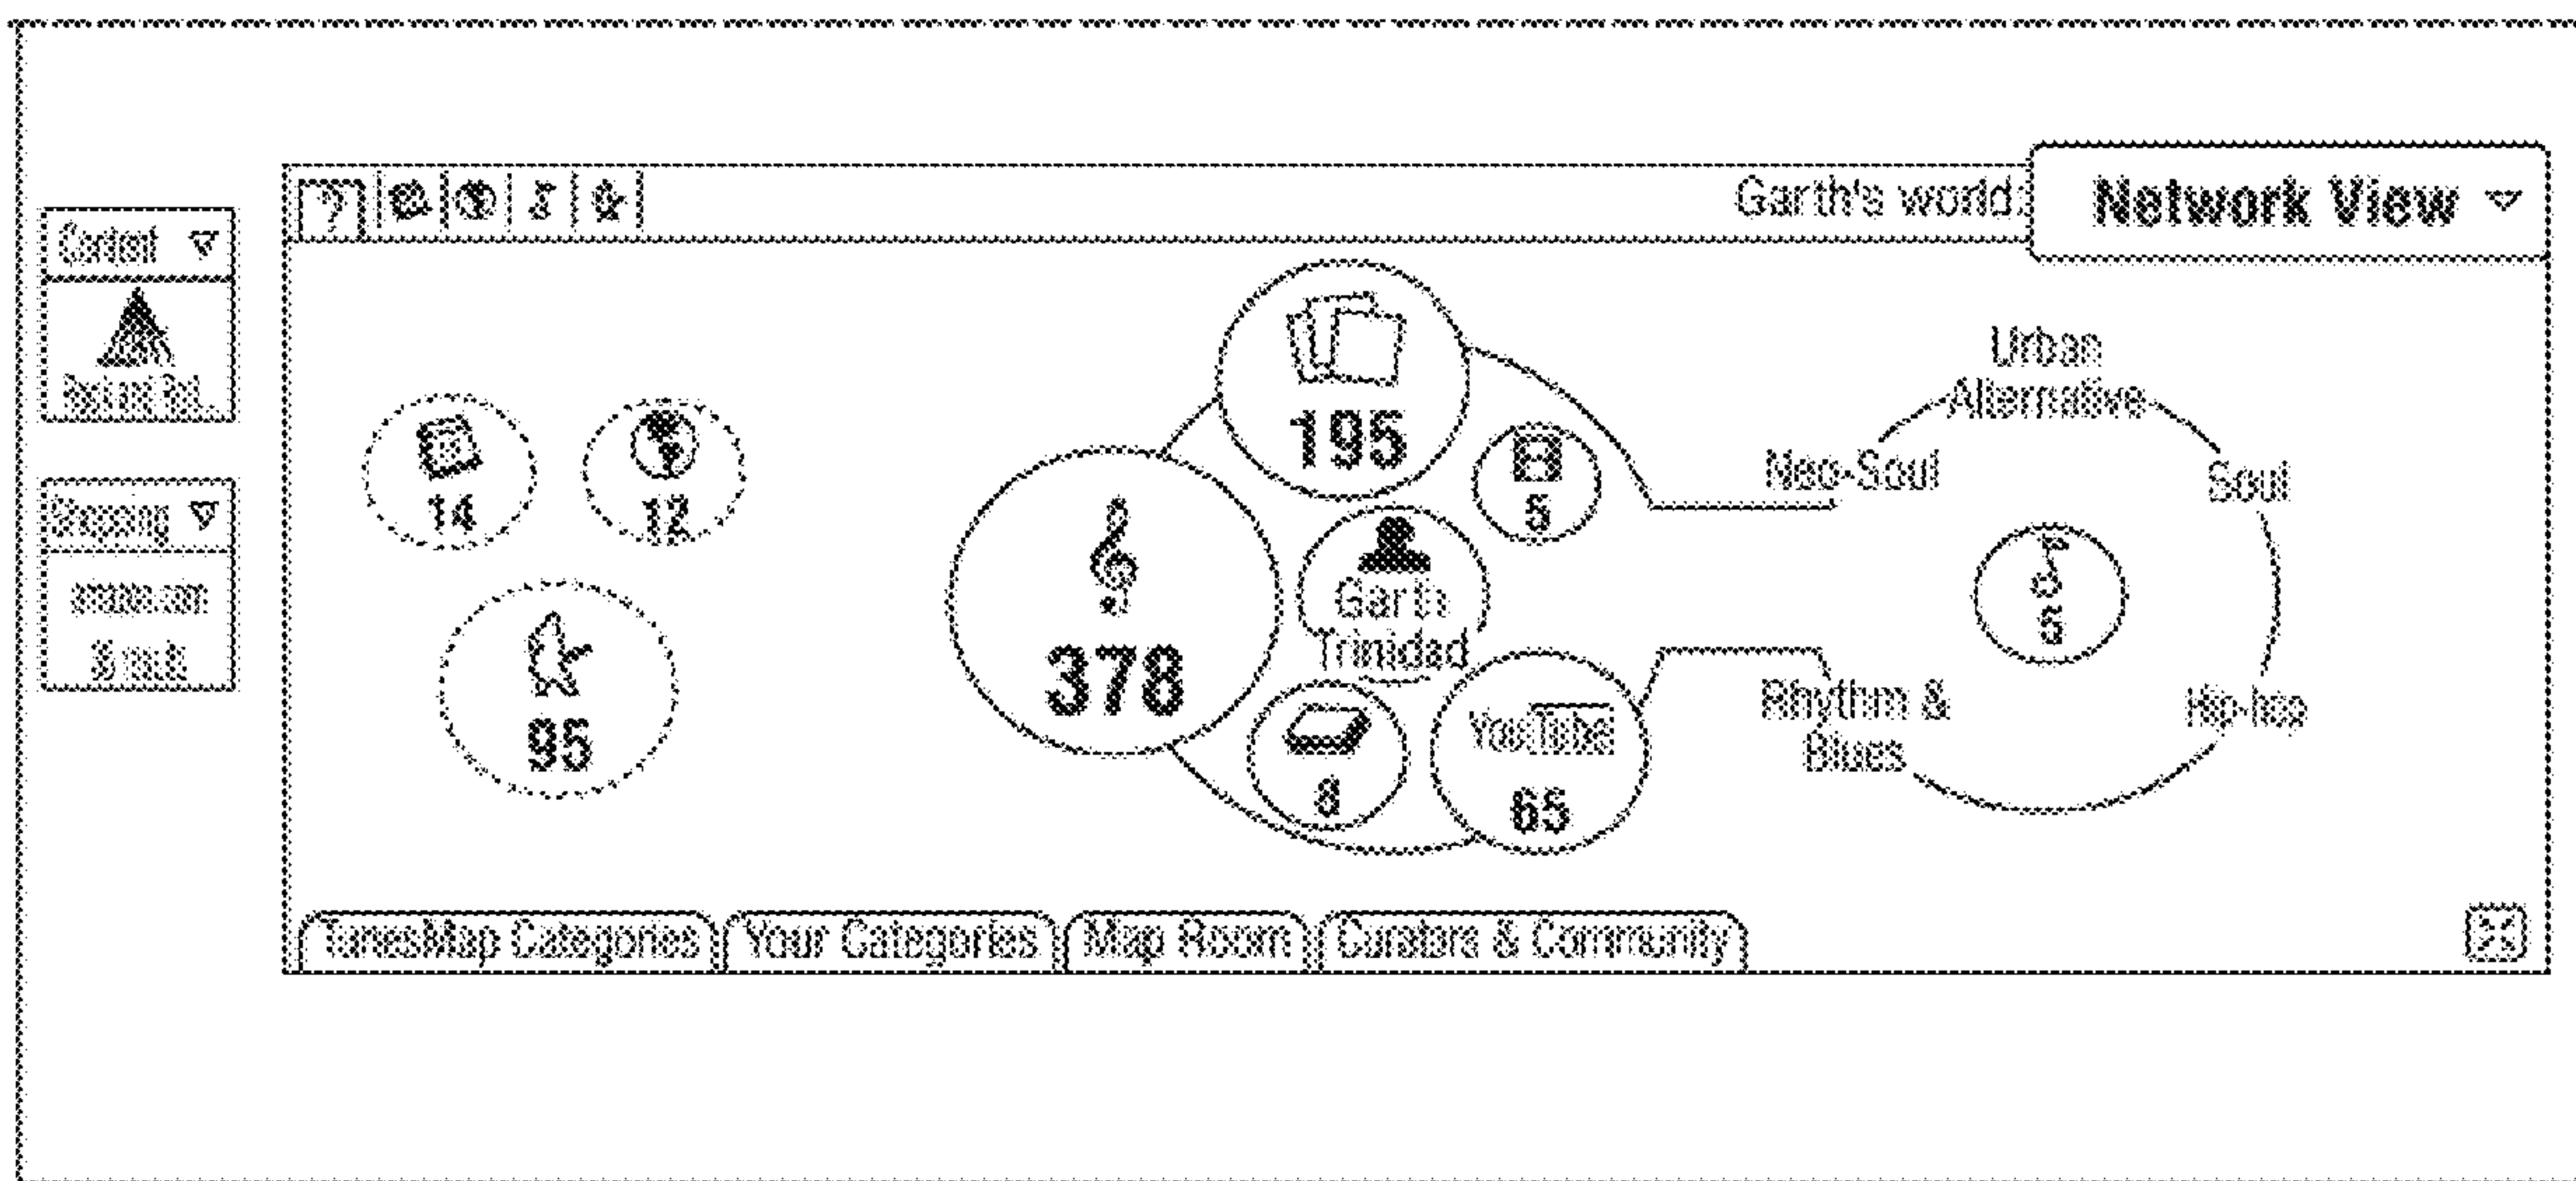 Garth's world:
Network View
Content
Shopping
195
5
14
12
378
Garth
Trinidad
95
8
YouTube
65
Urban
Alternative
Neo-Soul
Soul
5
Rhythm &
Blues
Hip-hop
TunesMap Categories
Your Categories
Map Room
Curators & Community